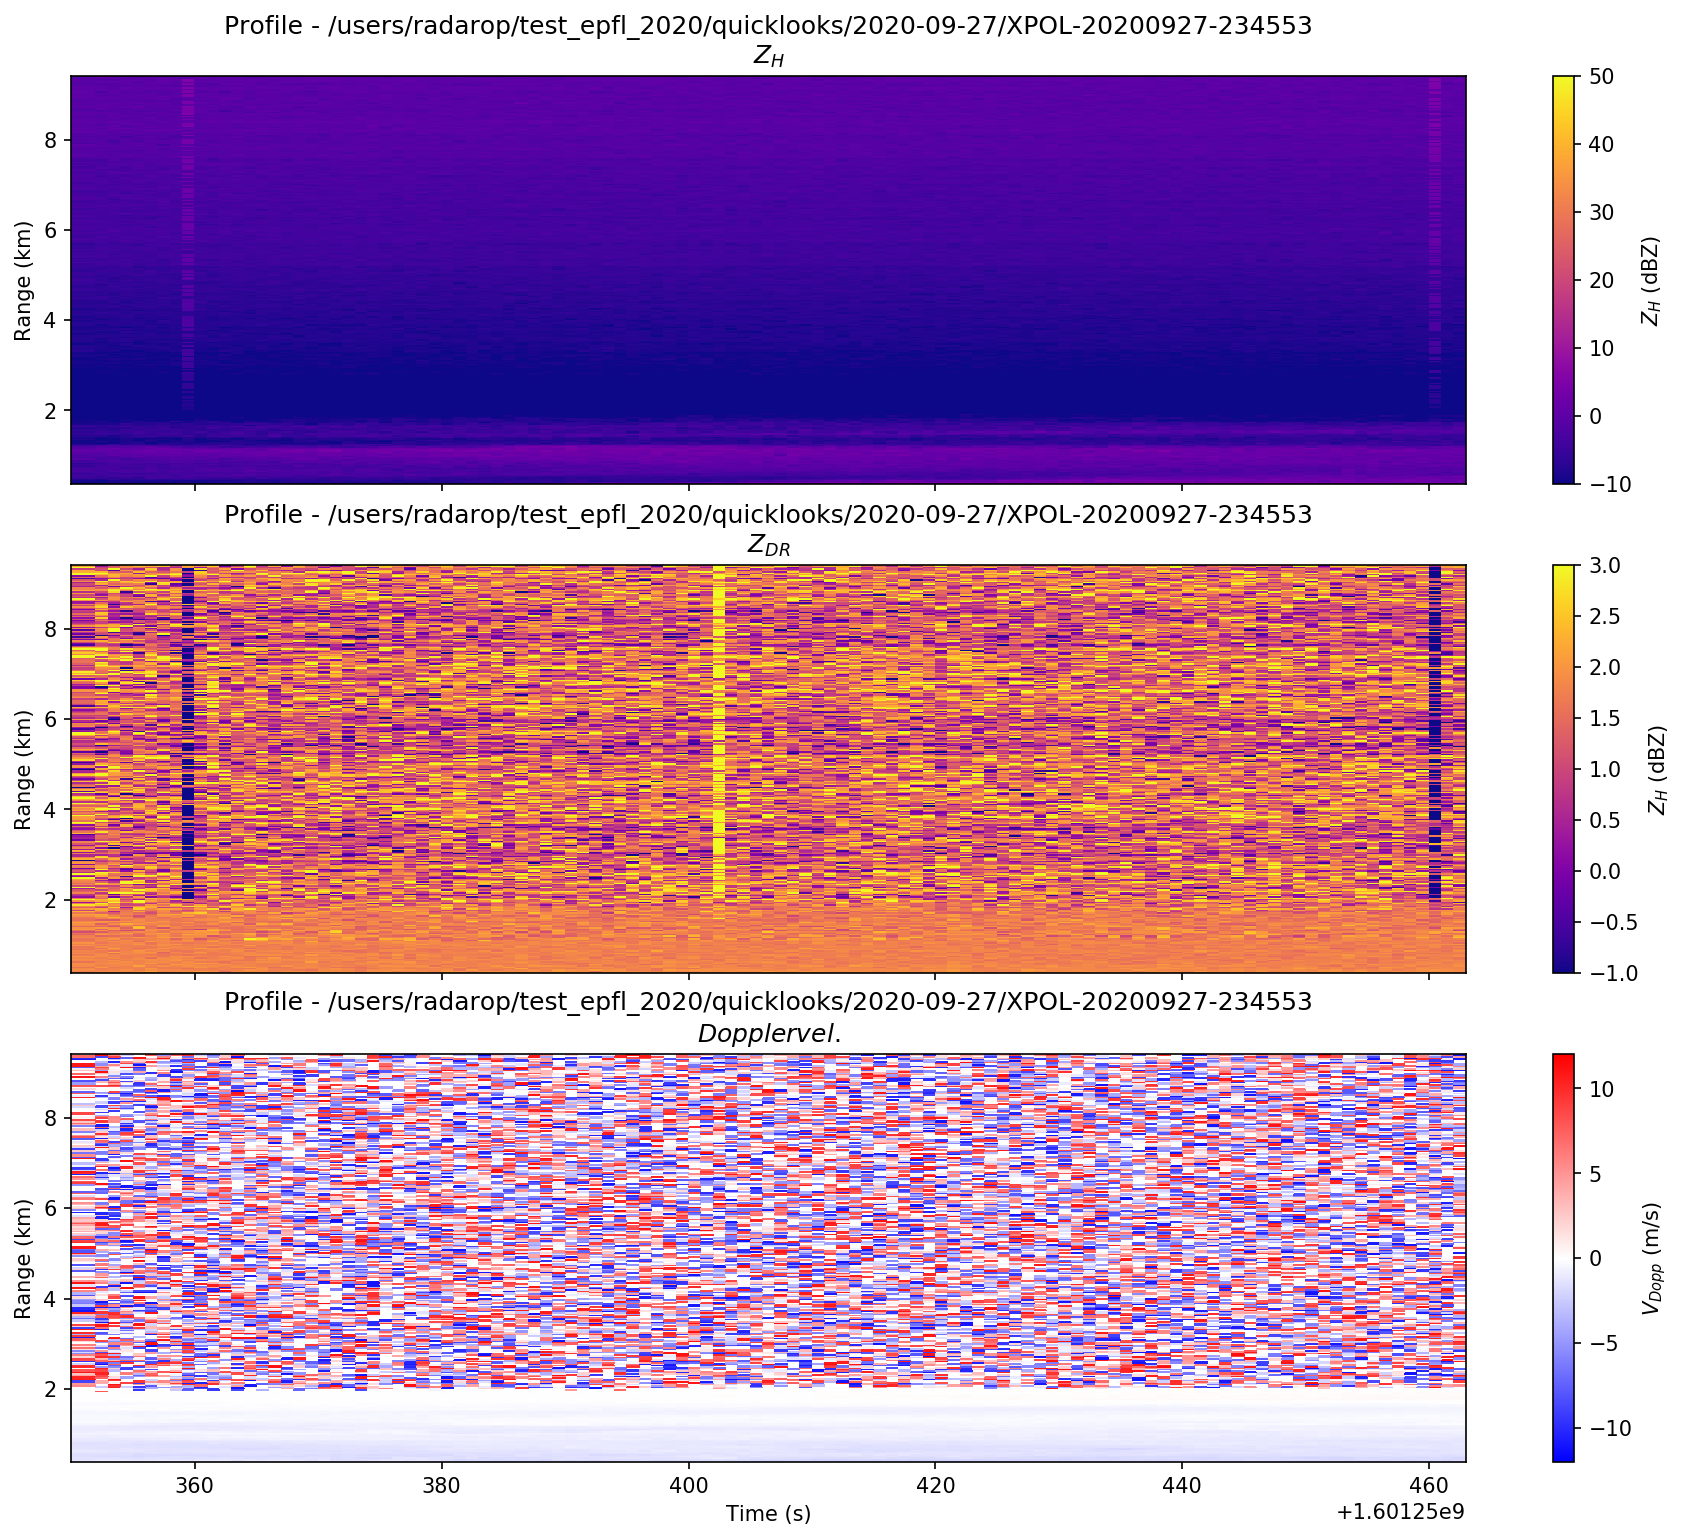 Profile - /users/radarop/test_epfl_2020/quicklooks/2020-09-27/XPOL-20200927-234553
Z_H
Range (km)
8
6
4
2
50
40
30
20
10
0
−10
Z_H (dBZ)
Profile - /users/radarop/test_epfl_2020/quicklooks/2020-09-27/XPOL-20200927-234553
Z_DR
Range (km)
8
6
4
2
3.0
2.5
2.0
1.5
1.0
0.5
0.0
−0.5
−1.0
Z_H (dBZ)
Profile - /users/radarop/test_epfl_2020/quicklooks/2020-09-27/XPOL-20200927-234553
Dopplervel.
Range (km)
8
6
4
2
10
5
0
−5
−10
V_Dopp (m/s)
360 380 400 420 440 460
Time (s)
+1.60125e9